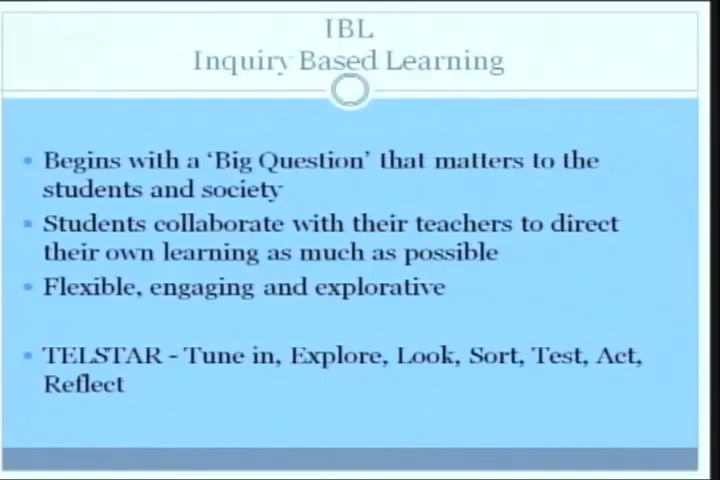 IBL
Inquiry Based Learning
Begins with a ‘Big Question’ that matters to the
students and society
Students collaborate with their teachers to direct
their own learning as much as possible
Flexible, engaging and explorative
TELSTAR - Tune in, Explore, Look, Sort, Test, Act,
Reflect